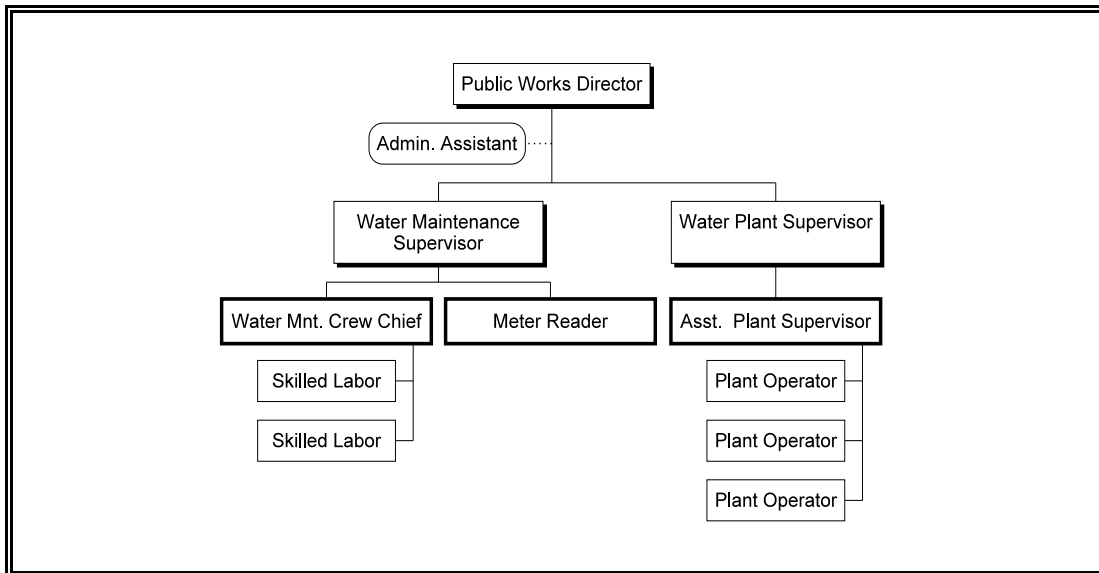 Public Works Director
Admin. Assistant
Water Maintenance
Supervisor
Water Plant Supervisor
Water Mnt. Crew Chief
Meter Reader
Asst. Plant Supervisor
Skilled Labor
Plant Operator
Skilled Labor
Plant Operator
Plant Operator